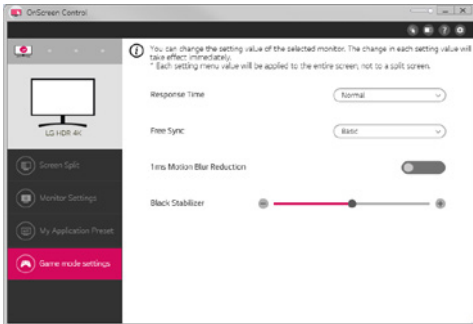 OnScreen Control
You can change the setting value of the selected monitor. The change in each setting value will
take effect immediately.
* Each setting menu value will be applied to the entire screen; not to a split screen.
LG HDR 4K
Response Time
Normal
Free Sync
Basic
1ms Motion Blur Reduction
Black Stabilizer
Screen Split
Monitor Settings
My Application Preset
Game mode settings